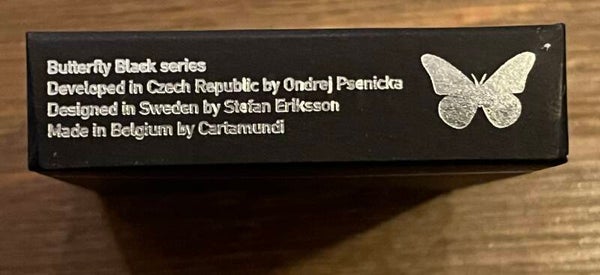 Butterfly Black series
Developed in Czech Republic by Ondrej Psenicka
Designed in Sweden by Stefan Eriksson
Made in Belgium by Cartamundi